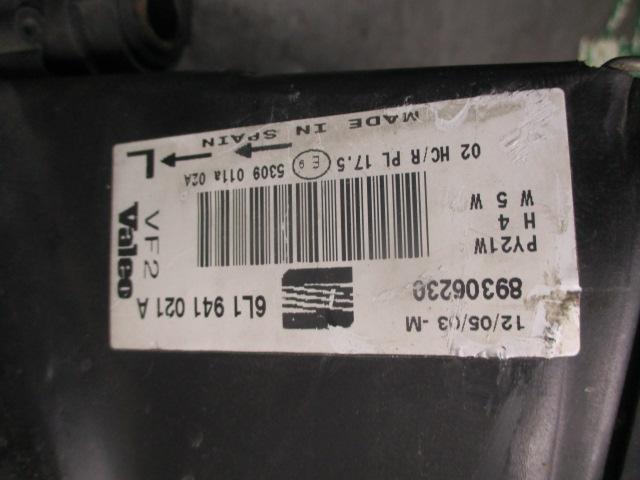 12/05/03 -M
89306230
6L1 941 021 A
PY21W
H 4
W 5 W
VF2
Valeo
02 HC/R PL 17.5
E 9
5309 011a 02A
L
MADE IN SPAIN